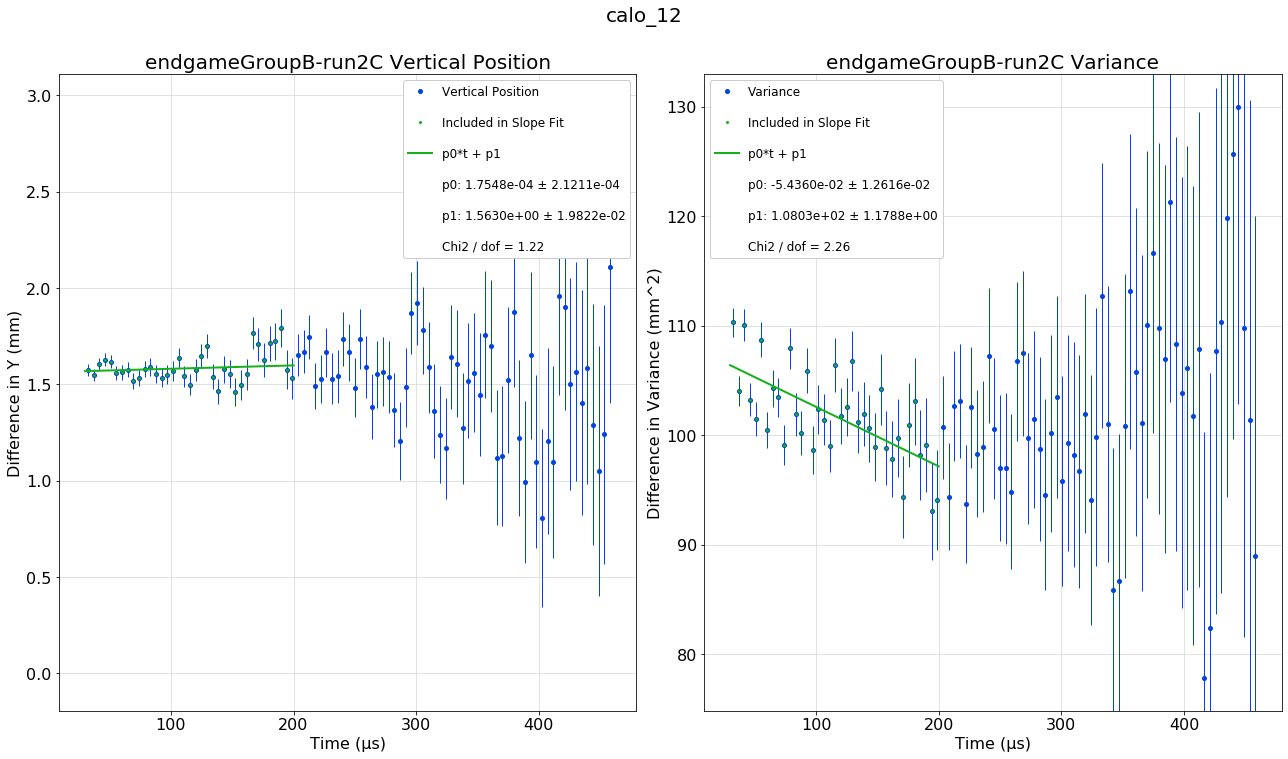 calo_12
endgameGroupB-run2C Vertical Position
Vertical Position
Included in Slope Fit
p0*t + p1
p0: 1.7548e-04 ± 2.1211e-04
p1: 1.5630e+00 ± 1.9822e-02
Chi2 / dof = 1.22
Difference in Y (mm)
3.0
2.5
2.0
1.5
1.0
0.5
0.0
100
200
300
400
Time (μs)
endgameGroupB-run2C Variance
Variance
Included in Slope Fit
p0*t + p1
p0: -5.4360e-02 ± 1.2616e-02
p1: 1.0803e+02 ± 1.1788e+00
Chi2 / dof = 2.26
Difference in Variance (mm^2)
130
120
110
100
90
80
100
200
300
400
Time (μs)